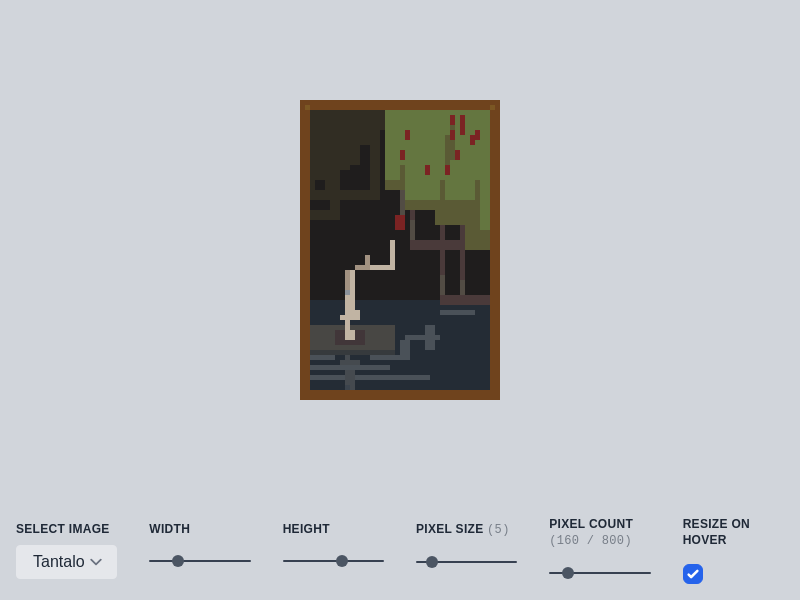 SELECT IMAGE
WIDTH
HEIGHT
PIXEL SIZE (5)
PIXEL COUNT
(160 / 800)
RESIZE ON
HOVER
Tantalo